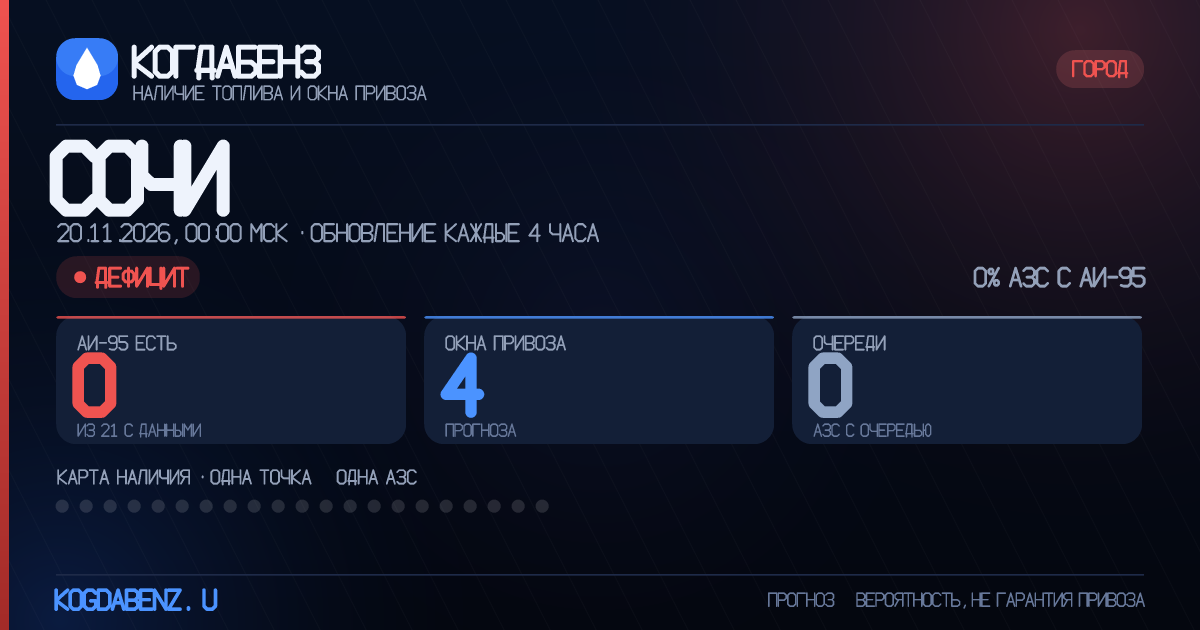 КОГДАБЕНЗ
НАЛИЧИЕ ТОПЛИВА И ОКНА ПРИВОЗА
ГОРОД
СОЧИ
20.11.2026, 00:00 МСК · ОБНОВЛЕНИЕ КАЖДЫЕ 4 ЧАСА
ДЕФИЦИТ
0% АЗС С АИ-95
АИ-95 ЕСТЬ
0
ИЗ 21 С ДАННЫМИ
ОКНА ПРИВОЗА
4
ПРОГНОЗА
ОЧЕРЕДИ
0
АЗС С ОЧЕРЕДЬЮ
КАРТА НАЛИЧИЯ · ОДНА ТОЧКА ОДНА АЗС
KOGDABENZ. U
ПРОГНОЗ ВЕРОЯТНОСТЬ, НЕ ГАРАНТИЯ ПРИВОЗА